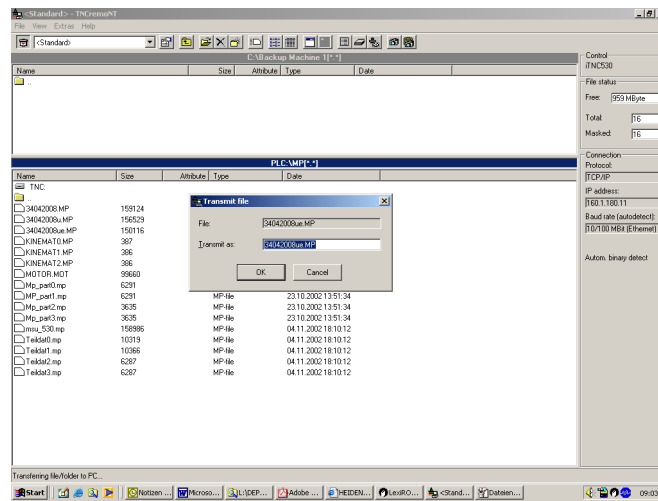 <Standard> - TNCremoNT
File View Extras Help
<Standard>
C:\Backup Machine 1[*.*]
Name Size Attribute Type Date
..
PLC:\MP[*.*]
Name Size Attribute Type Date
TNC:
..
34042008.MP 159124
34042008u.MP 156529
34042008ue.MP 150116
KINEMAT0.MP 387
KINEMAT1.MP 386
KINEMAT2.MP 386
MOTOR.MOT 99660
Mp_part0.mp 6291
MP_part1.mp 6291 MP-file 23.10.2002 13:51:34
Mp_part2.mp 3635 MP-file 23.10.2002 13:51:34
Mp_part3.mp 3635 MP-file 23.10.2002 13:51:34
msu_530.mp 158986 MP-file 04.11.2002 18:10:12
Teildat0.mp 10319 MP-file 04.11.2002 18:10:12
Teildat1.mp 10366 MP-file 04.11.2002 18:10:12
Teildat2.mp 6287 MP-file 04.11.2002 18:10:12
Teildat3.mp 6287 MP-file 04.11.2002 18:10:12
Transmit file
File: 34042008ue.MP
Transmit as: 34042008ue.MP
OK Cancel
Control
iTNC530
File status
Free: 959 MByte
Total: 16
Masked: 16
Connection
Protocol:
TCP/IP
IP address:
160.1.180.11
Baud rate (autodetect):
10/100 MBit (Ethernet)
Autom. binary detect
Transferring file/folder to PC...
Start Notizen ... Microso... L:\DEP... Adobe ... HEIDEN... LexiRO... <Stand... Dateien... 09:03